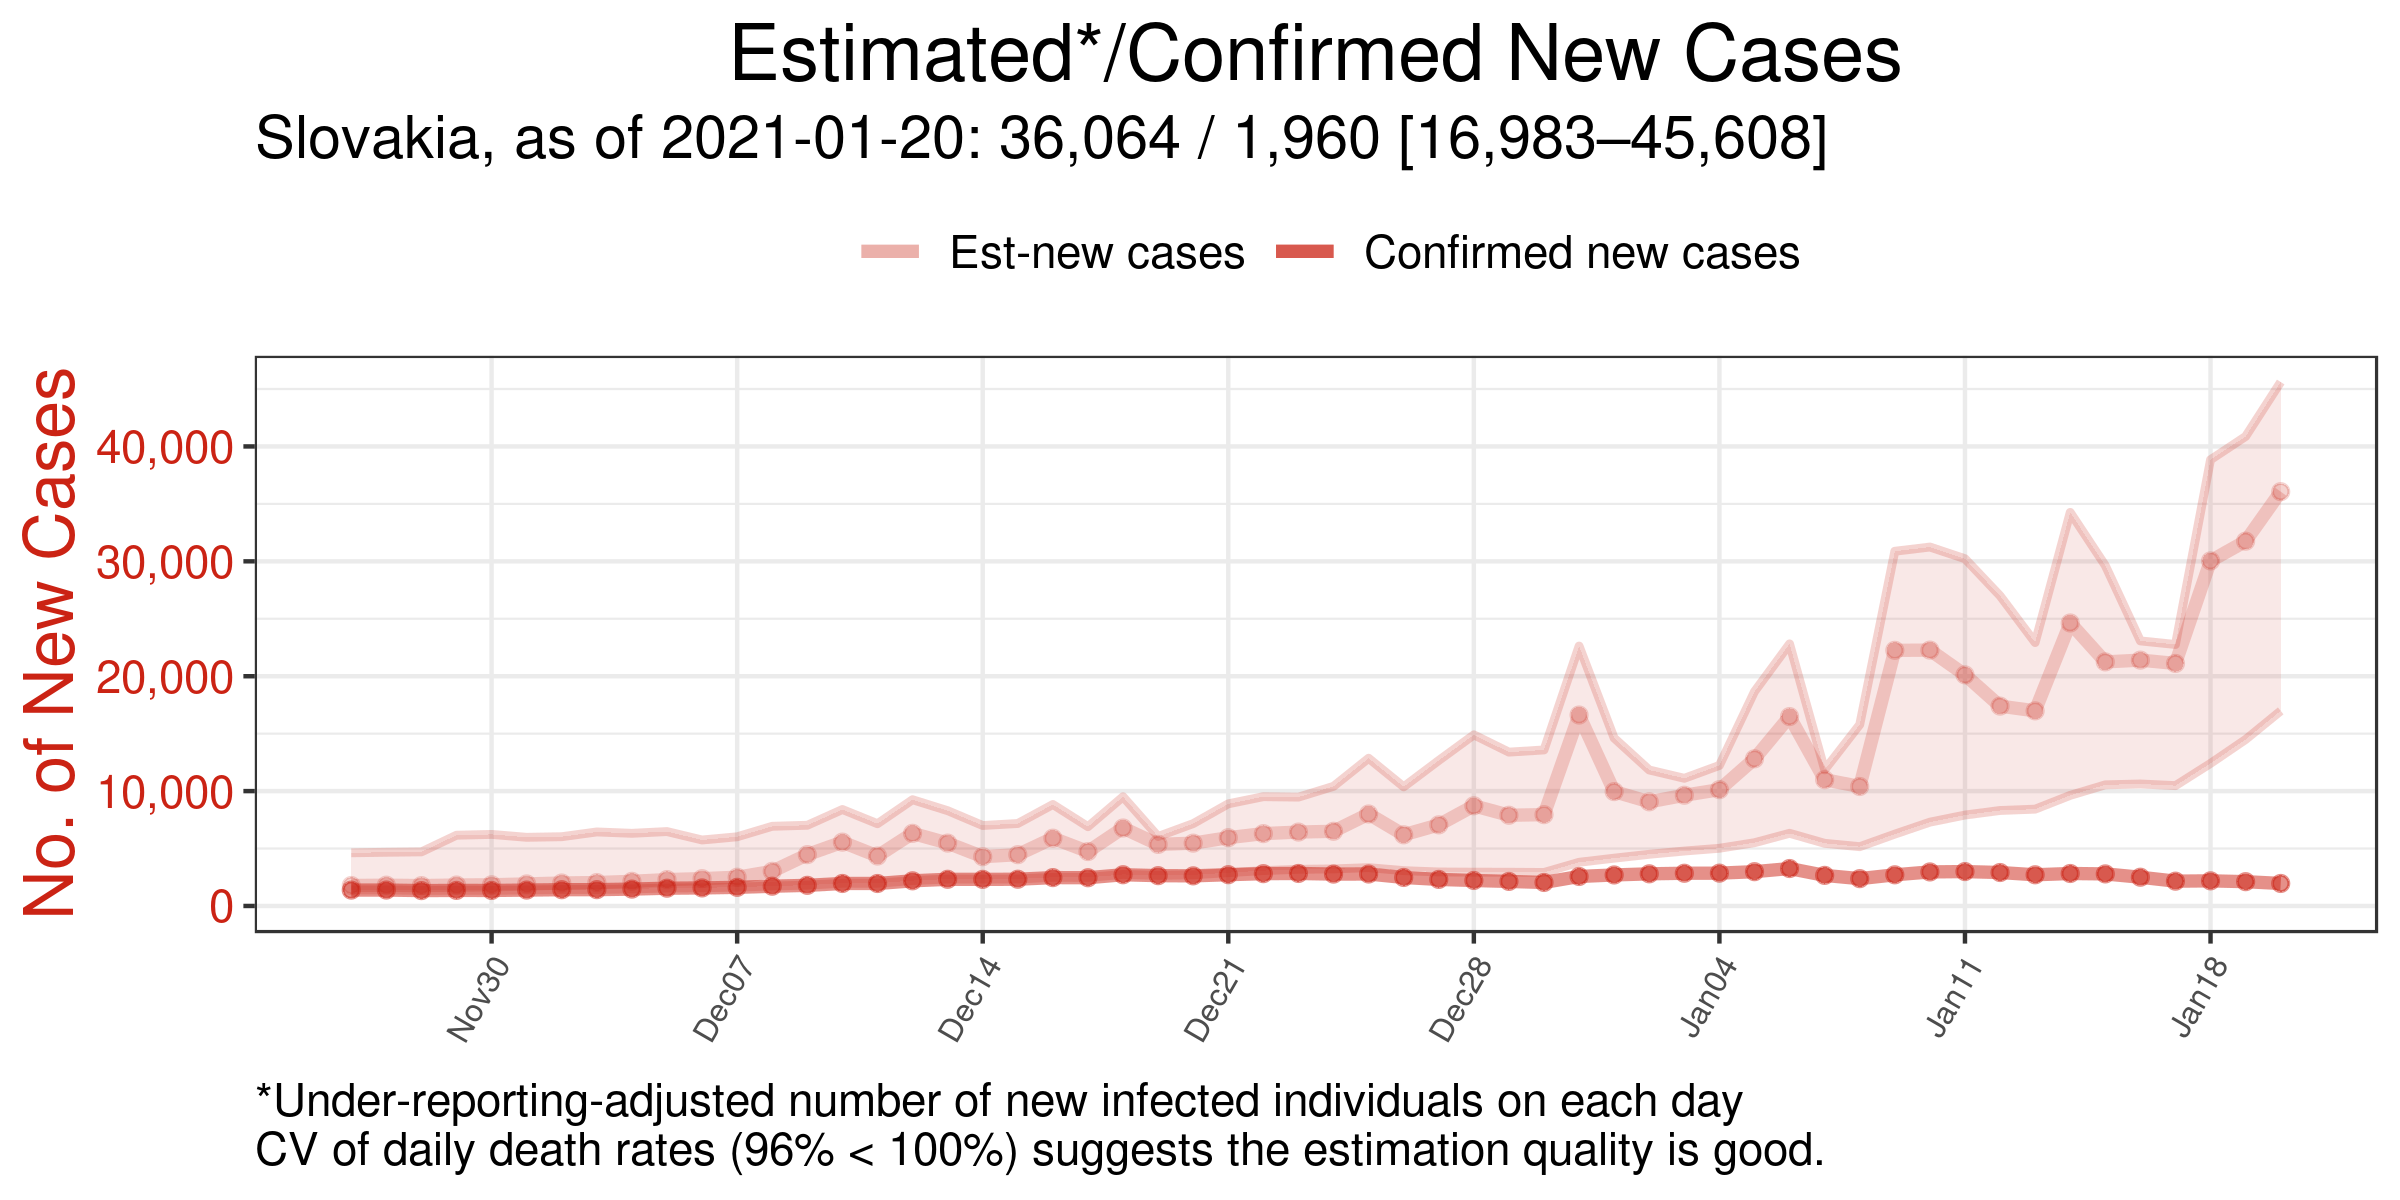 Estimated*/Confirmed New Cases
Slovakia, as of 2021-01-20: 36,064 / 1,960 [16,983–45,608]
Est-new cases
Confirmed new cases
No. of New Cases
40,000
30,000
20,000
10,000
0
Nov30
Dec07
Dec14
Dec21
Dec28
Jan04
Jan11
Jan18
*Under-reporting-adjusted number of new infected individuals on each day
CV of daily death rates (96% < 100%) suggests the estimation quality is good.